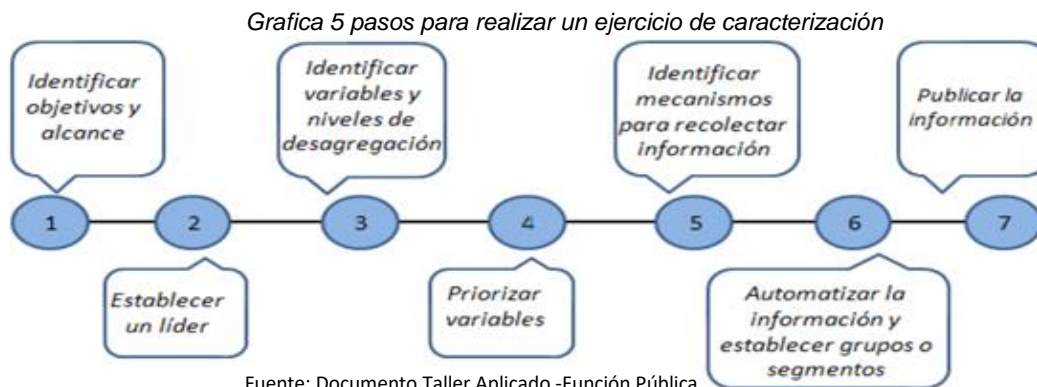 Grafica 5 pasos para realizar un ejercicio de caracterización
Identificar
objetivos y
alcance
Identificar
variables y
niveles de
desagregación
Identificar
mecanismos
para recolectar
información
Publicar la
información
1
2
3
4
5
6
7
Establecer
un líder
Priorizar
variables
Automatizar la
información y
establecer grupos o
segmentos
Fuente: Documento Taller Aplicado -Función Pública